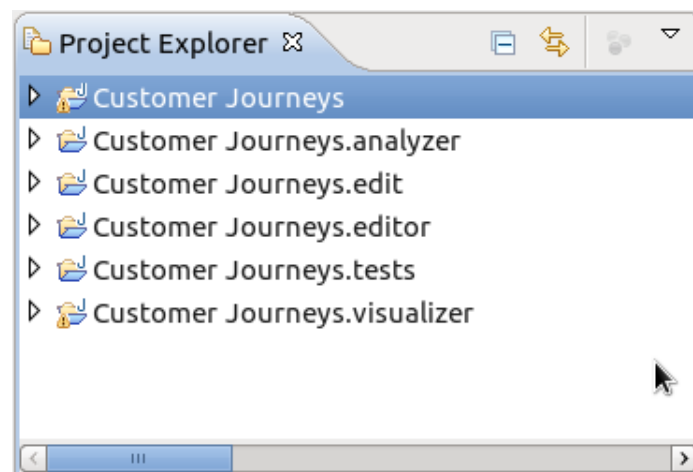 Project Explorer
Customer Journeys
Customer Journeys.analyzer
Customer Journeys.edit
Customer Journeys.editor
Customer Journeys.tests
Customer Journeys.visualizer